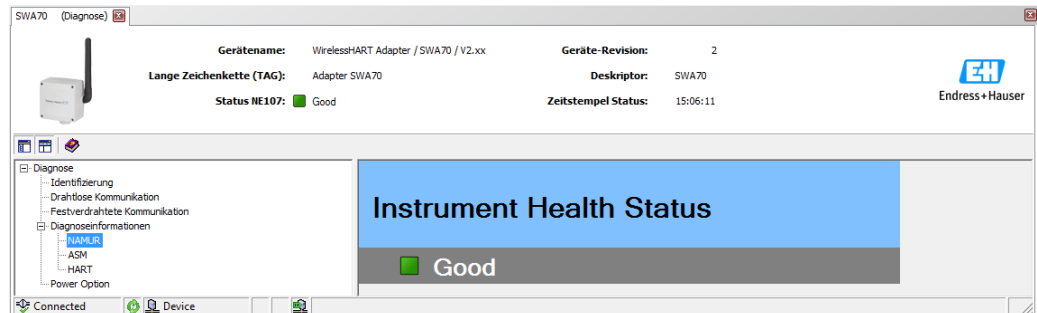 SWA70 (Diagnose)
Gerätename: WirelessHART Adapter / SWA70 / V2.xx Geräte-Revision: 2
Lange Zeichenkette (TAG): Adapter SWA70 Deskriptor: SWA70
Status NE107: Good Zeitstempel Status: 15:06:11
EH
Endress+Hauser
Diagnose
Identifizierung
Drahtlose Kommunikation
Festverdrahtete Kommunikation
Diagnoseinformationen
NAMUR
ASM
HART
Power Option
Instrument Health Status
Good
Connected Device